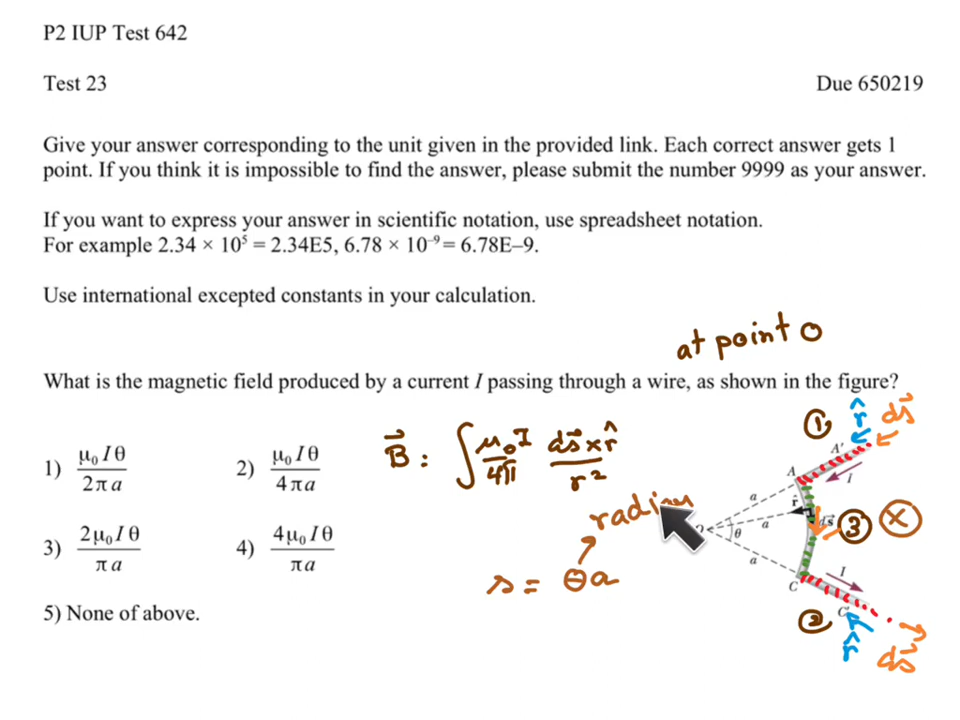 P2 IUP Test 642
Test 23
Due 650219
Give your answer corresponding to the unit given in the provided link. Each correct answer gets 1
point. If you think it is impossible to find the answer, please submit the number 9999 as your answer.
If you want to express your answer in scientific notation, use spreadsheet notation.
For example 2.34 × 10⁵ = 2.34E5, 6.78 × 10⁻⁹ = 6.78E–9.
Use international excepted constants in your calculation.
at point O
What is the magnetic field produced by a current I passing through a wire, as shown in the figure?
1) μ₀Iθ / 2πa
2) μ₀Iθ / 4πa
3) 2μ₀Iθ / πa
4) 4μ₀Iθ / πa
5) None of above.
B⃗ : ∫ μ₀I / 4π ds⃗ × r̂ / r²
s = θa
① r̂ ds⃗
A' I
A
a r̂
a θ ds⃗ ③ ⓧ
a
C I
② C'
r̂ ds⃗